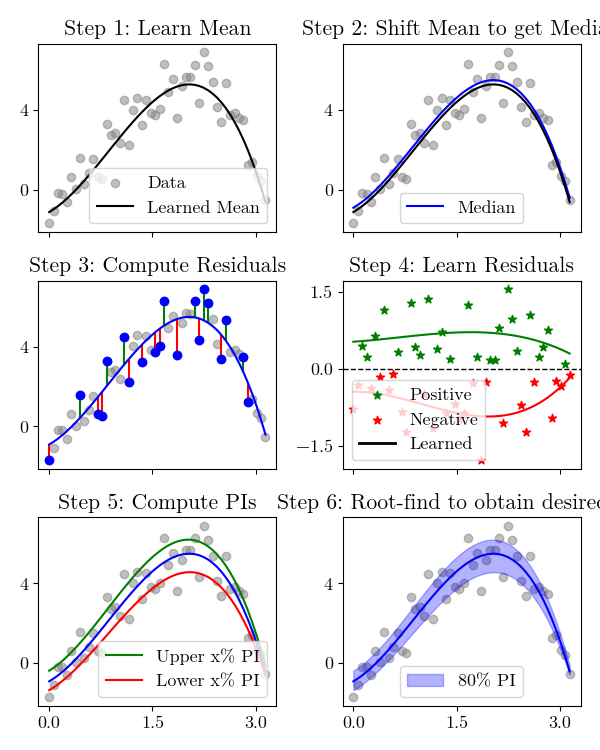 Step 1: Learn Mean
4
0
Data
Learned Mean
Step 2: Shift Mean to get Media
4
0
Median
Step 3: Compute Residuals
4
0
Step 4: Learn Residuals
1.5
0.0
−1.5
Positive
Negative
Learned
Step 5: Compute PIs
4
0
Upper x% PI
Lower x% PI
0.0 1.5 3.0
Step 6: Root-find to obtain desired
4
0
80% PI
0.0 1.5 3.0